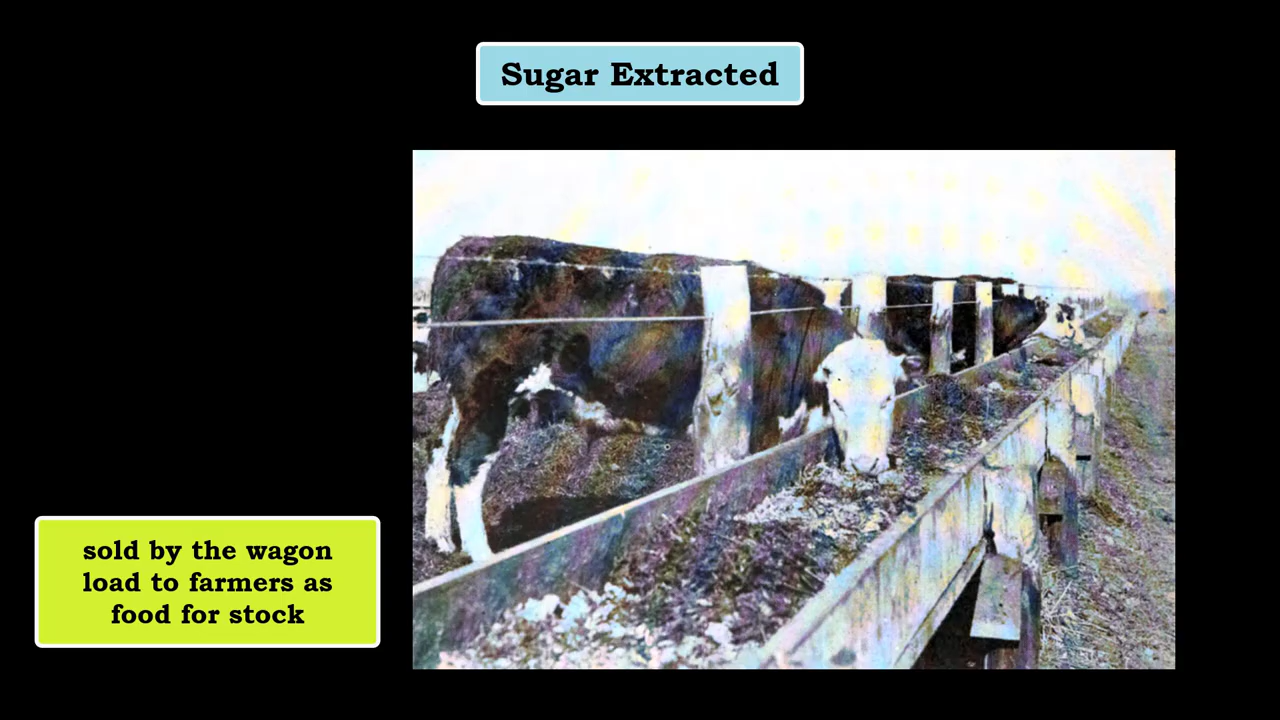 Sugar Extracted
sold by the wagon
load to farmers as
food for stock